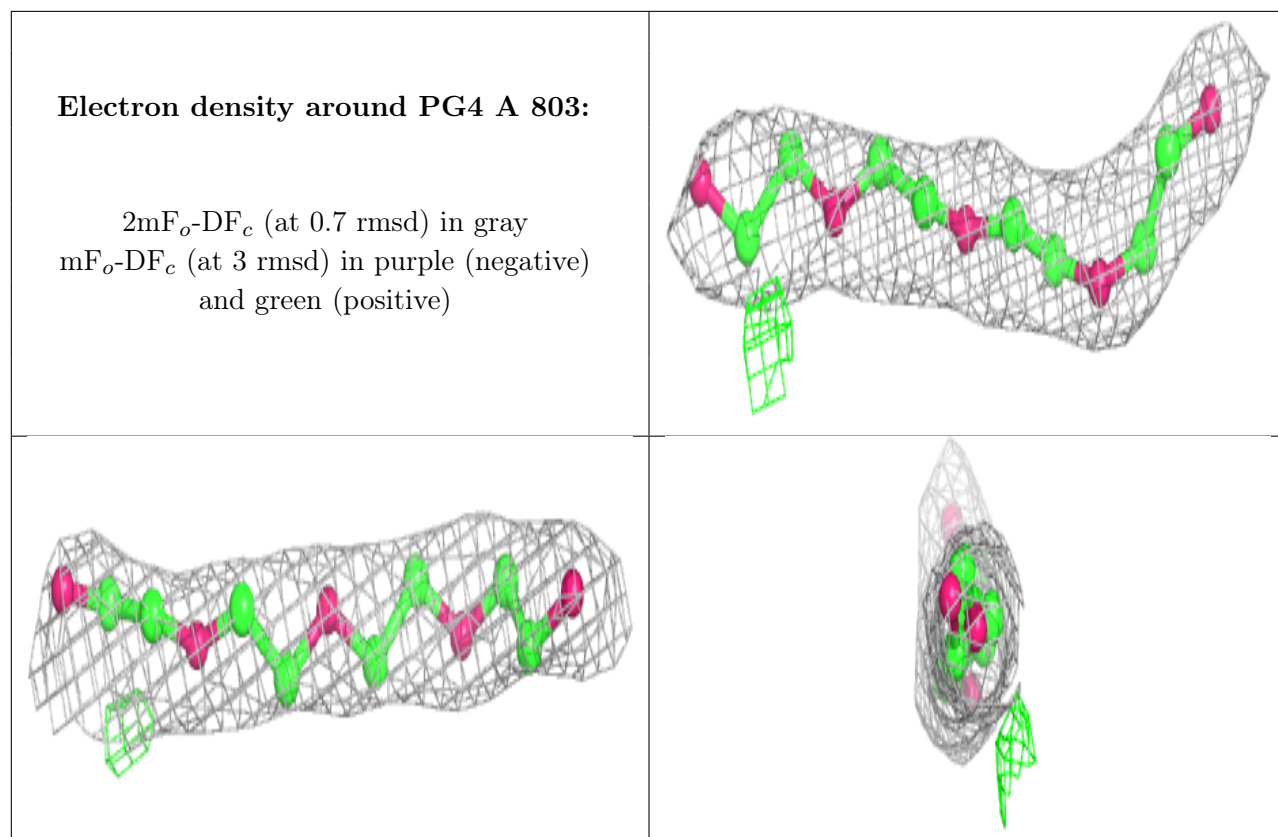 Electron density around PG4 A 803:
2mFo-DFc (at 0.7 rmsd) in gray
mFo-DFc (at 3 rmsd) in purple (negative)
and green (positive)